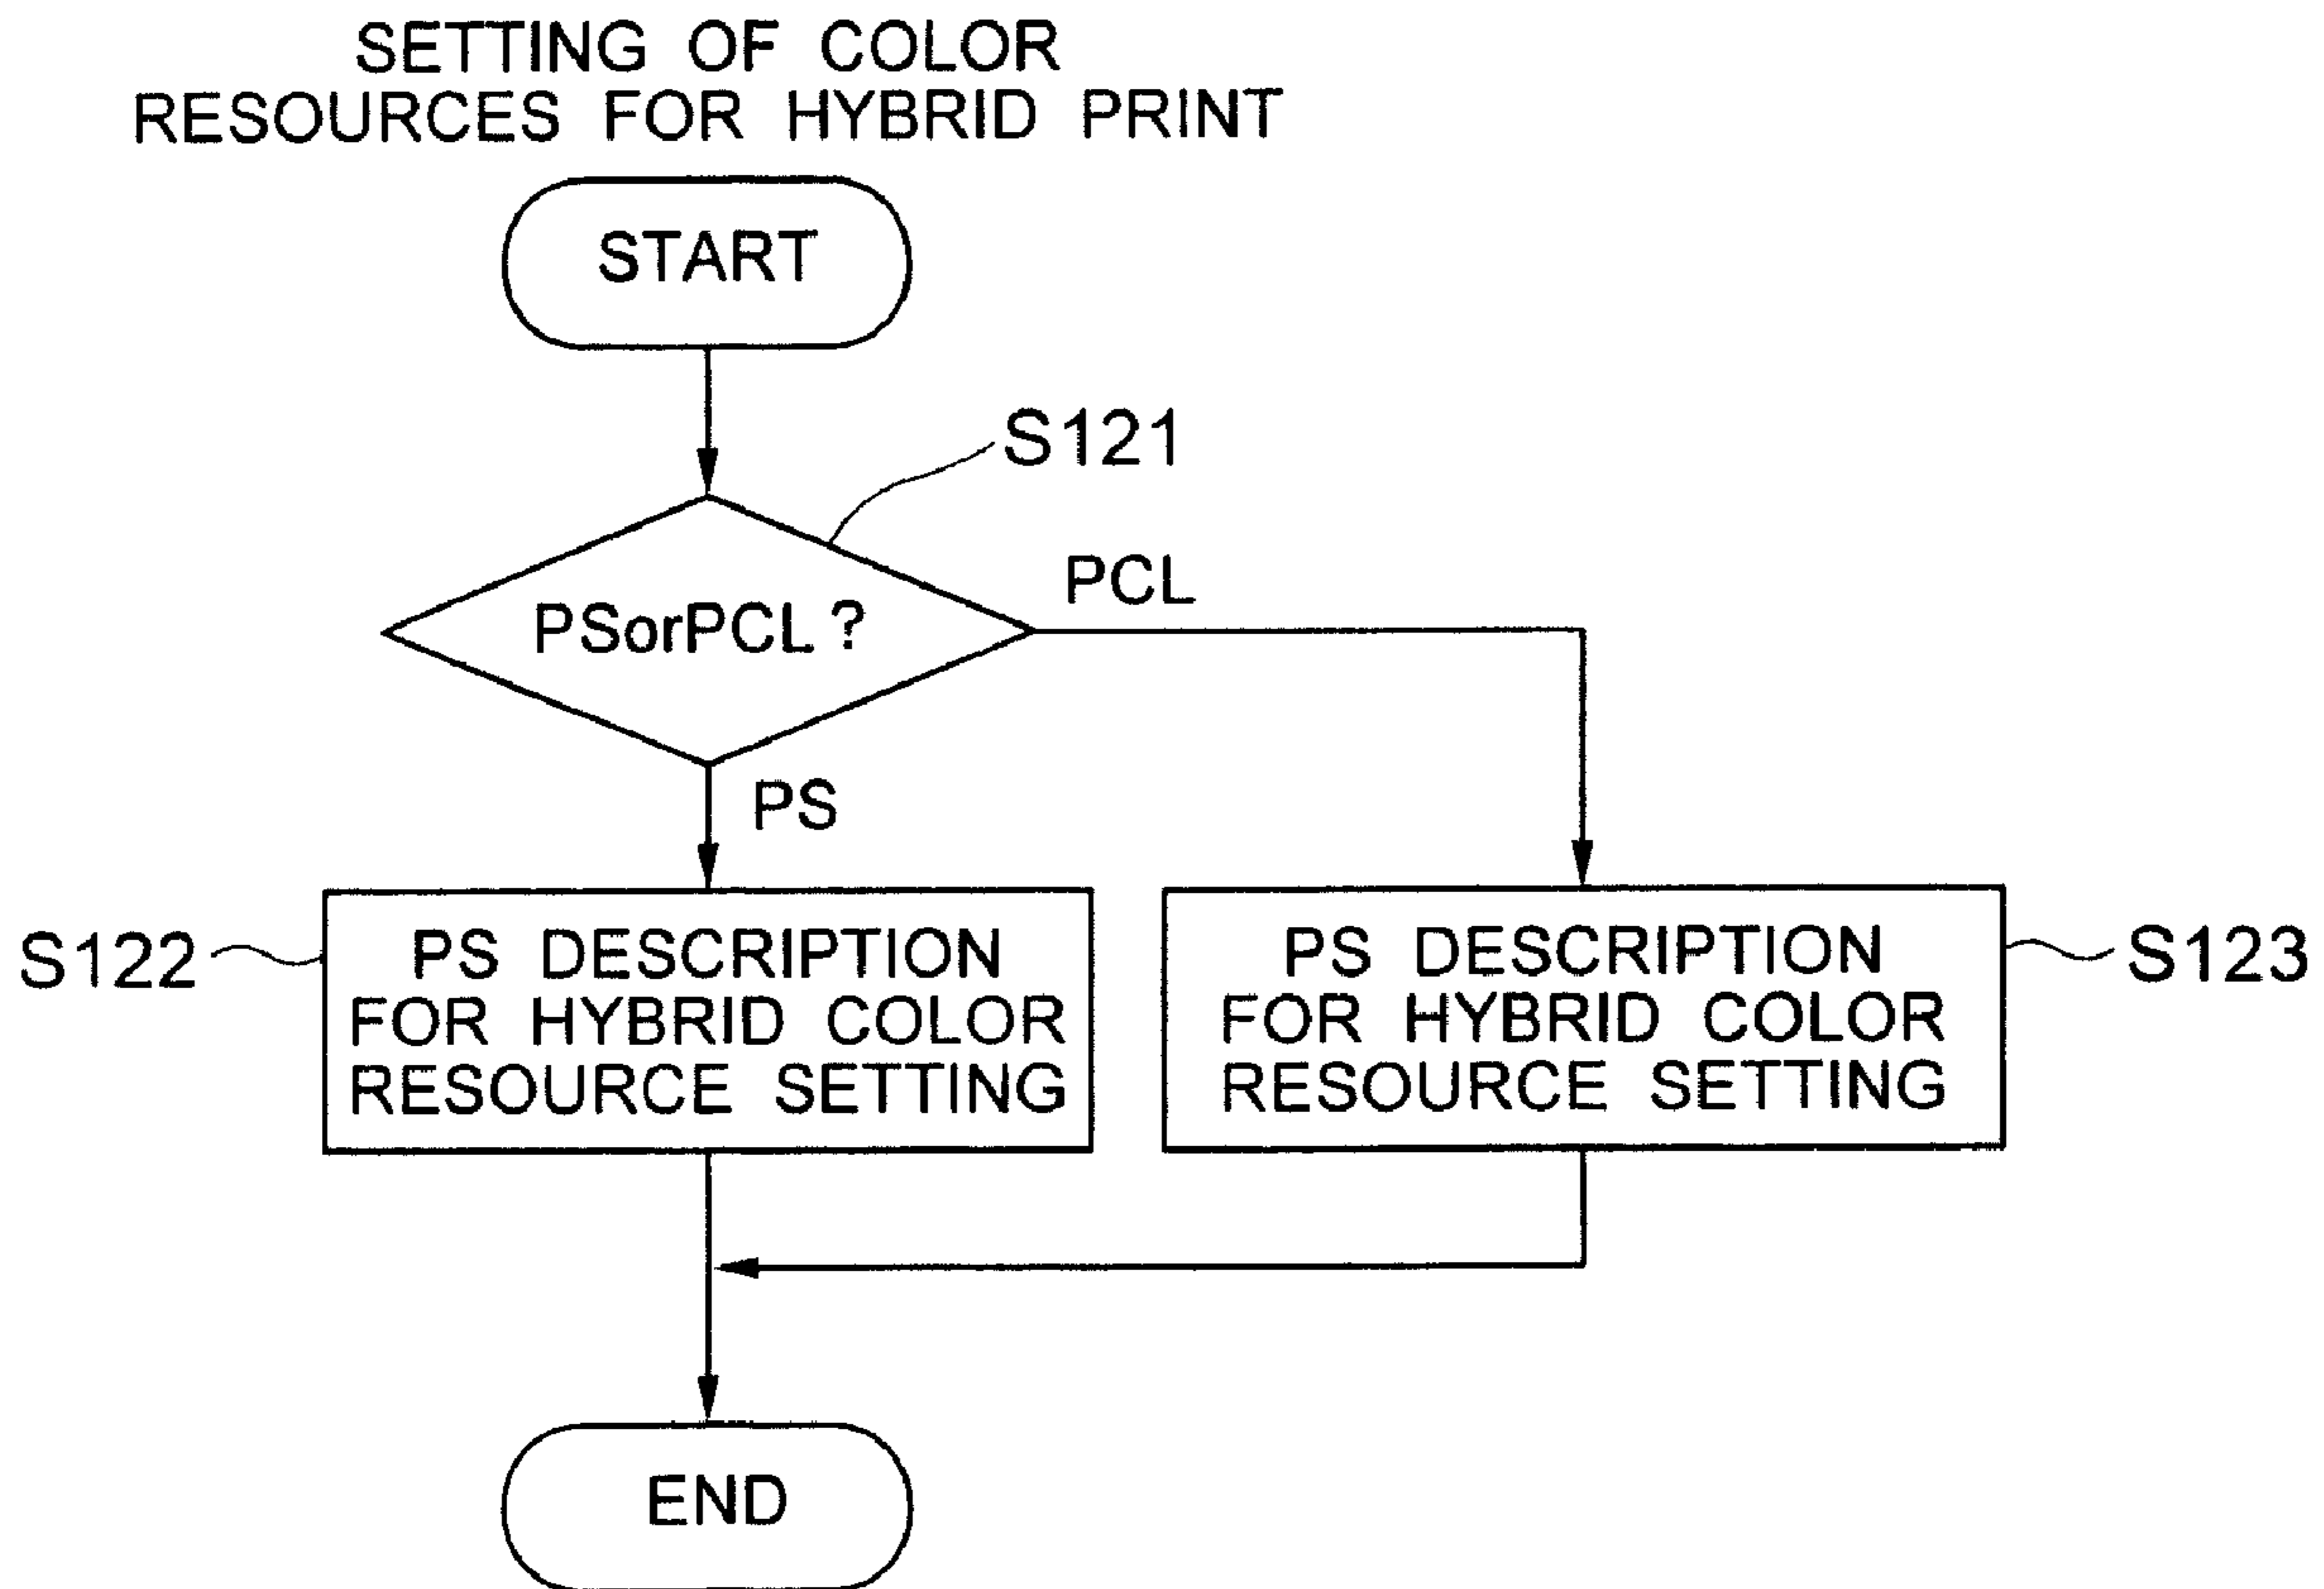 SETTING OF COLOR
RESOURCES FOR HYBRID PRINT
START
S121
PSorPCL ?
PCL
PS
S122
PS DESCRIPTION
FOR HYBRID COLOR
RESOURCE SETTING
PS DESCRIPTION
FOR HYBRID COLOR
RESOURCE SETTING
S123
END